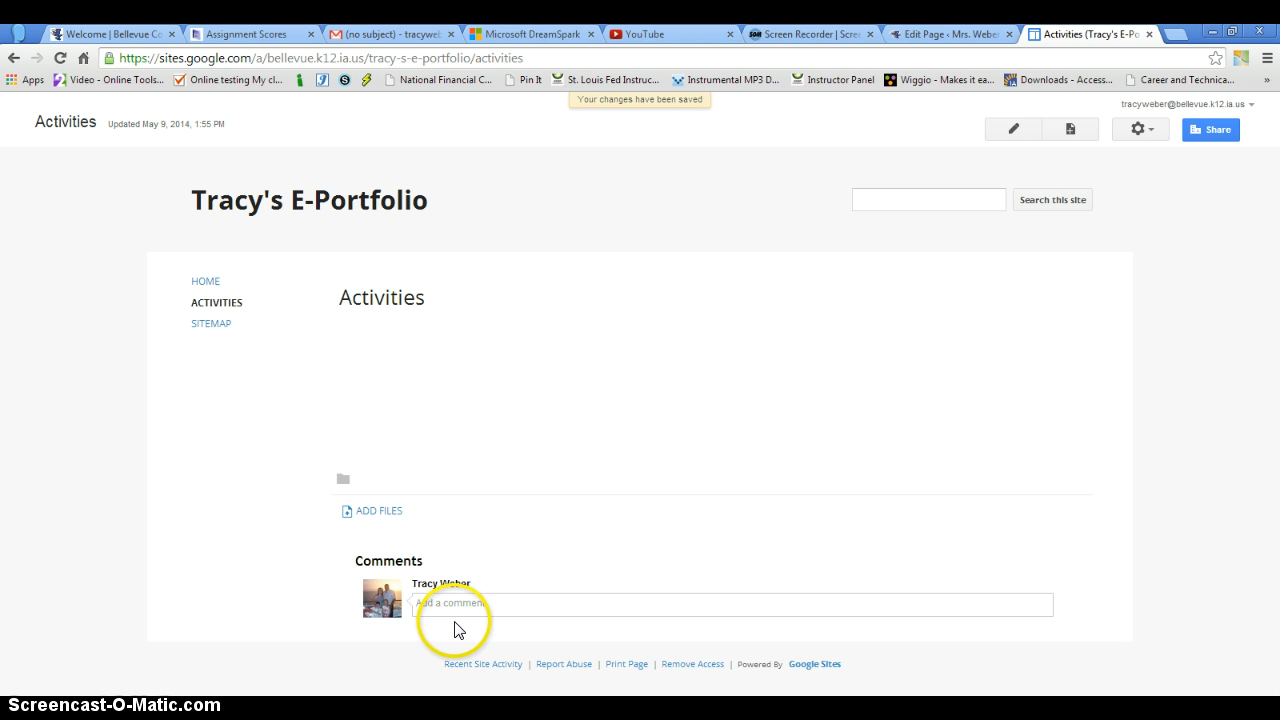 Welcome | Bellevue Co
Assignment Scores
(no subject) - tracyweb
Microsoft DreamSpark
YouTube
Screen Recorder | Scre
Edit Page ‹ Mrs. Weber
Activities (Tracy's E-Po
https://sites.google.com/a/bellevue.k12.ia.us/tracy-s-e-portfolio/activities
Apps
Video - Online Tools...
Online testing My cl...
National Financial C...
Pin It
St. Louis Fed Instruc...
Instrumental MP3 D...
Instructor Panel
Wiggio - Makes it ea...
Downloads - Access...
Career and Technica...
»
Your changes have been saved
tracyweber@bellevue.k12.ia.us
Activities Updated May 9, 2014, 1:55 PM
Share
Tracy's E-Portfolio
Search this site
HOME
ACTIVITIES
SITEMAP
Activities
ADD FILES
Comments
Tracy Weber
Add a comment
Recent Site Activity | Report Abuse | Print Page | Remove Access | Powered By Google Sites
Screencast-O-Matic.com